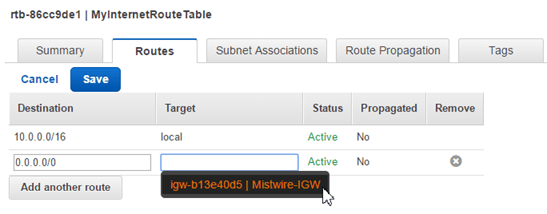 rtb-86cc9de1 | MyInternetRouteTable
Summary Routes Subnet Associations Route Propagation Tags
Cancel Save
Destination Target Status Propagated Remove
10.0.0.0/16 local Active No
0.0.0.0/0 Active No
igw-b13e40d5 | Mistwire-IGW
Add another route